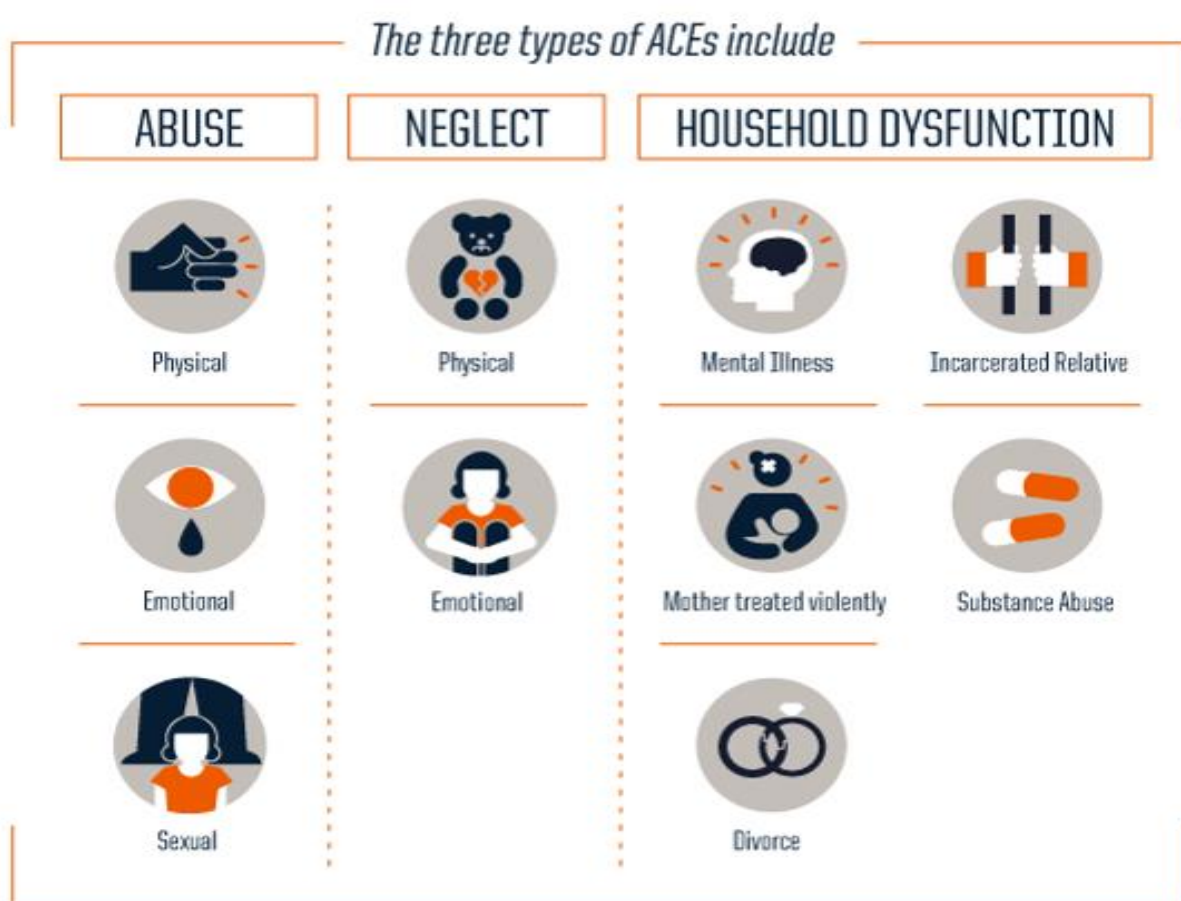 The three types of ACEs include
ABUSE
NEGLECT
HOUSEHOLD DYSFUNCTION
Physical
Physical
Mental Illness
Incarcerated Relative
Emotional
Emotional
Mother treated violently
Substance Abuse
Sexual
Divorce